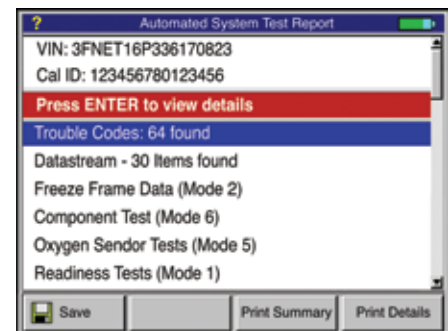 ?
Automated System Test Report
VIN: 3FNET16P336170823
Cal ID: 123456780123456
Press ENTER to view details
Trouble Codes: 64 found
Datastream - 30 Items found
Freeze Frame Data (Mode 2)
Component Test (Mode 6)
Oxygen Sendor Tests (Mode 5)
Readiness Tests (Mode 1)
Save
Print Summary
Print Details